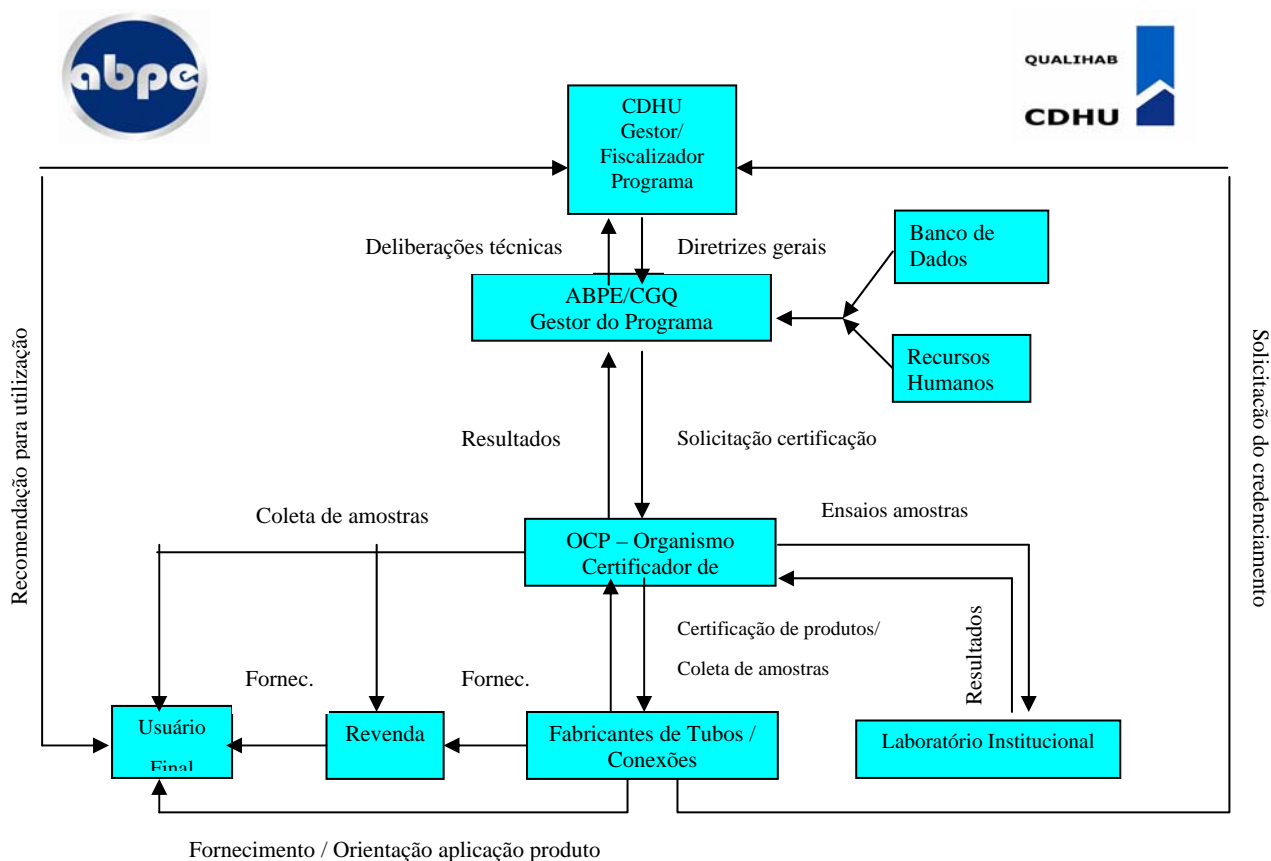 abpe
QUALIHAB
CDHU
CDHU
Gestor/
Fiscalizador
Programa
Deliberações técnicas
Diretrizes gerais
Banco de
Dados
ABPE/CGQ
Gestor do Programa
Recursos
Humanos
Recomendação para utilização
Solicitacão do credenciamento
Resultados
Solicitação certificação
Coleta de amostras
Ensaios amostras
OCP – Organismo
Certificador de
Certificação de produtos/
Coleta de amostras
Resultados
Fornec.
Fornec.
Usuário
Final
Revenda
Fabricantes de Tubos /
Conexões
Laboratório Institucional
Fornecimento / Orientação aplicação produto